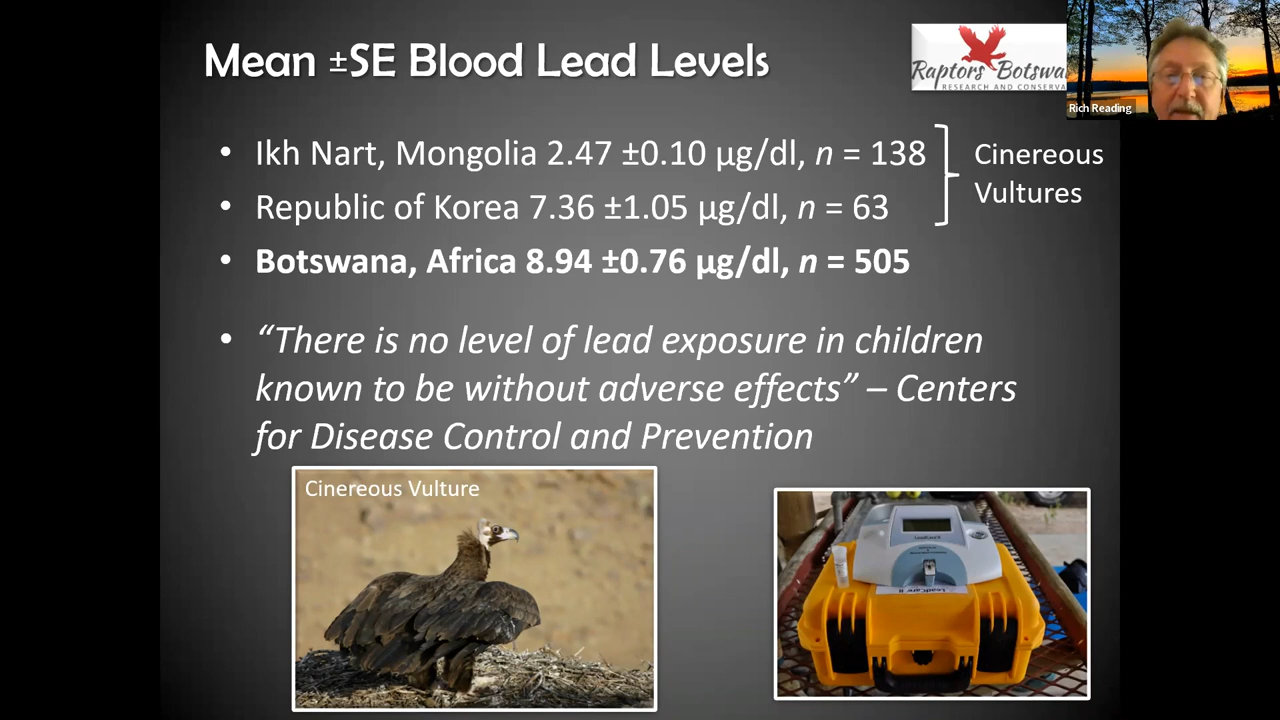 Mean ±SE Blood Lead Levels
Raptors Botswa
RESEARCH AND CONSERVA
Rich Reading
• Ikh Nart, Mongolia 2.47 ±0.10 µg/dl, n = 138
• Republic of Korea 7.36 ±1.05 µg/dl, n = 63
Cinereous
Vultures
• Botswana, Africa 8.94 ±0.76 µg/dl, n = 505
• “There is no level of lead exposure in children
known to be without adverse effects” – Centers
for Disease Control and Prevention
Cinereous Vulture
LeadCare II